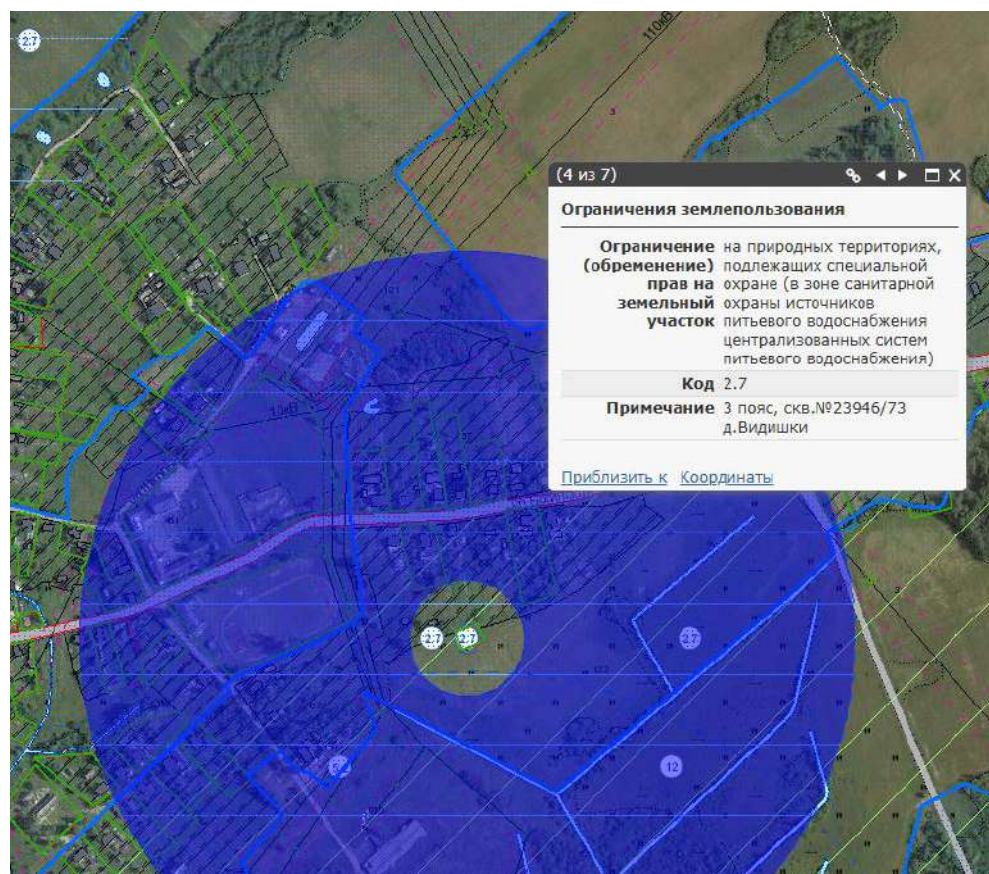 2.7
110кВ
3
(4 из 7)
Ограничения землепользования
Ограничение на природных территориях,
(обременение) подлежащих специальной
прав на охране (в зоне санитарной
земельный охраны источников
участок питьевого водоснабжения
централизованных систем
питьевого водоснабжения)
Код 2.7
Примечание 3 пояс, скв.№23946/73
д.Видишки
Приблизить к Координаты
10кВ
2.7
2.7
2.7
12